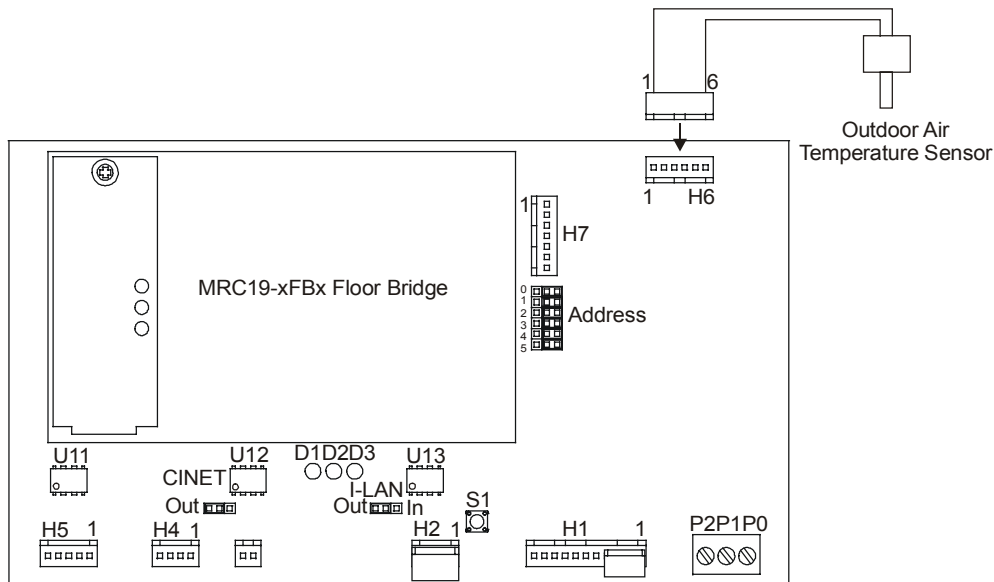 1 6
Outdoor Air
Temperature Sensor
1 H6
1
H7
MRC19-xFBx Floor Bridge
0
1
2
3
4
5
Address
U11
U12
D1D2D3
U13
CINET
I-LAN
Out
Out In
S1
H5 1
H4 1
H2 1
H1 1
P2P1P0